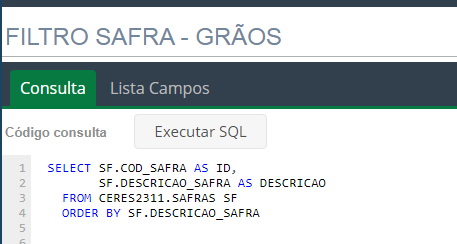 FILTRO SAFRA - GRÃOS
Consulta Lista Campos
Código consulta Executar SQL
1 SELECT SF.COD_SAFRA AS ID,
2 SF.DESCRICAO_SAFRA AS DESCRICAO
3 FROM CERES2311.SAFRAS SF
4 ORDER BY SF.DESCRICAO_SAFRA
5
6